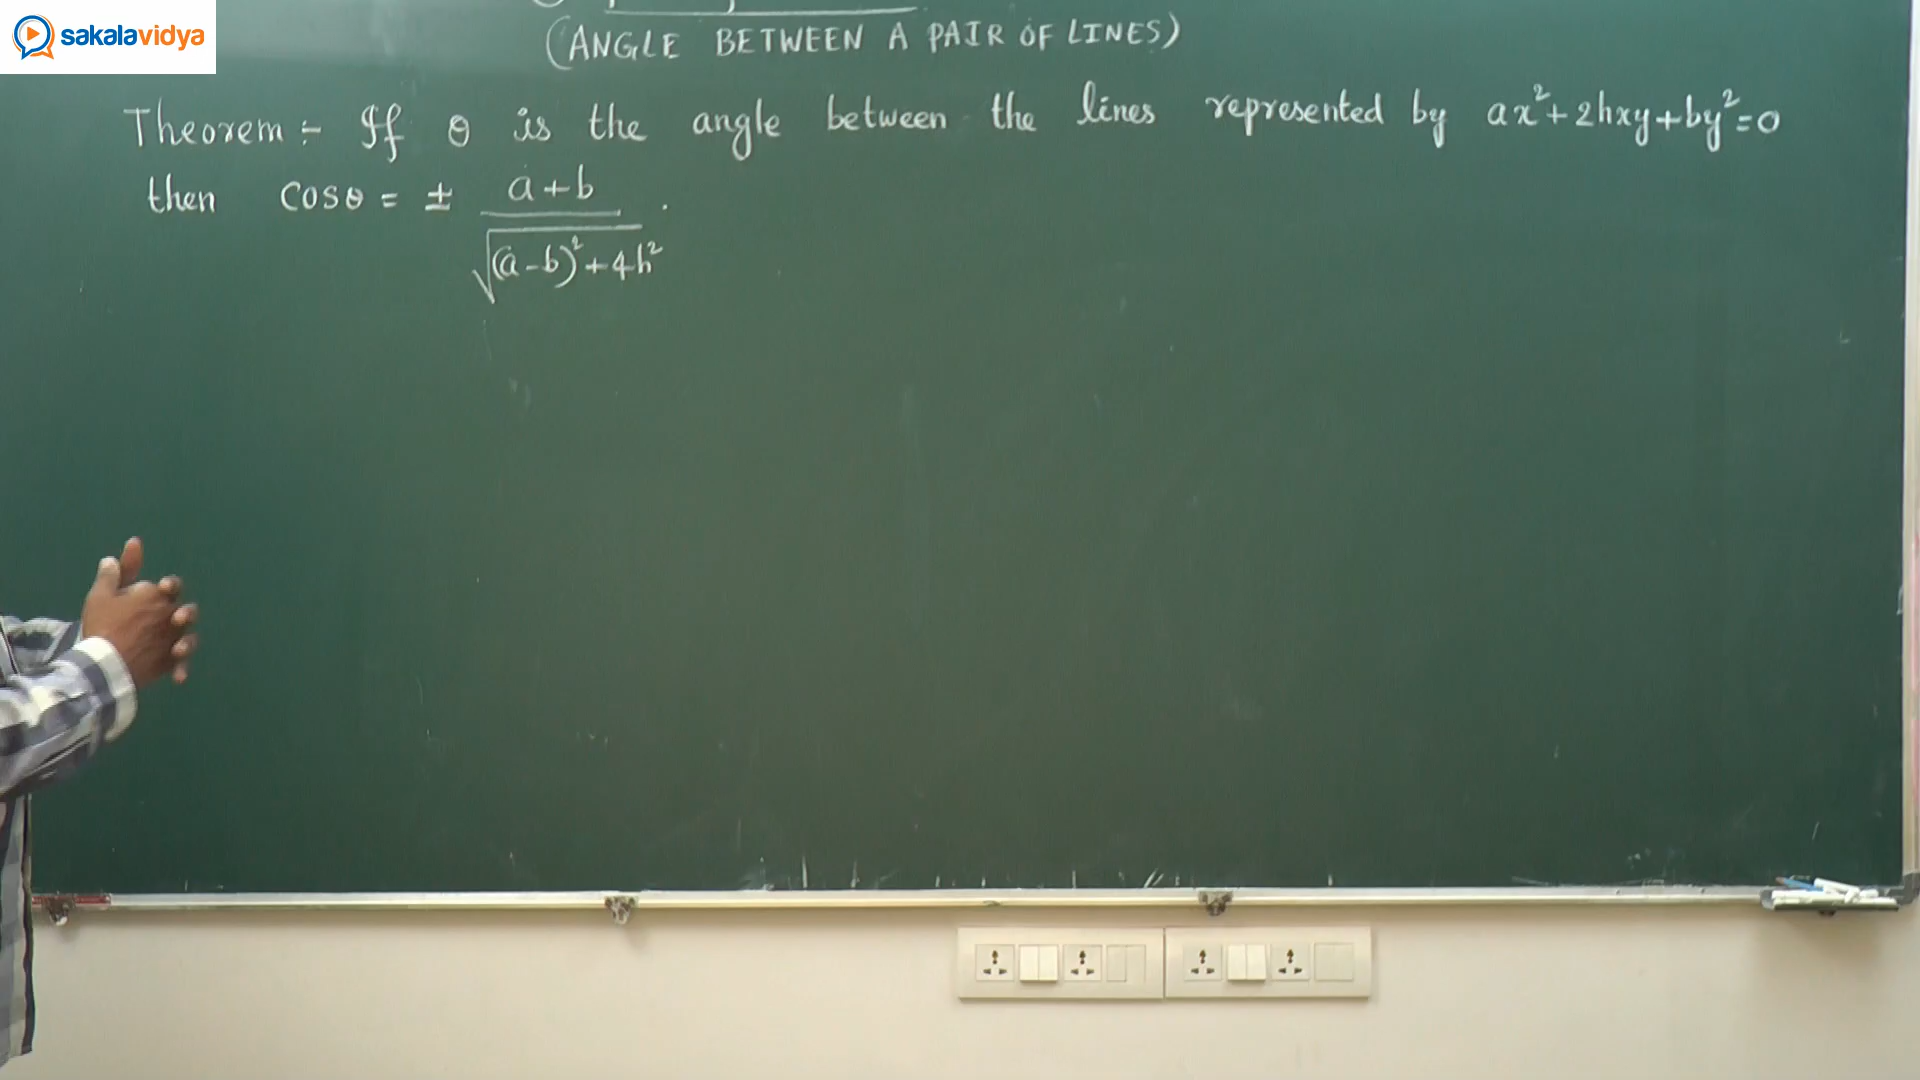 sakalavidya
(ANGLE BETWEEN A PAIR OF LINES)
Theorem :- If θ is the angle between the lines represented by ax²+2hxy+by²=0
then cosθ = ± a+b / √(a-b)²+4h² .